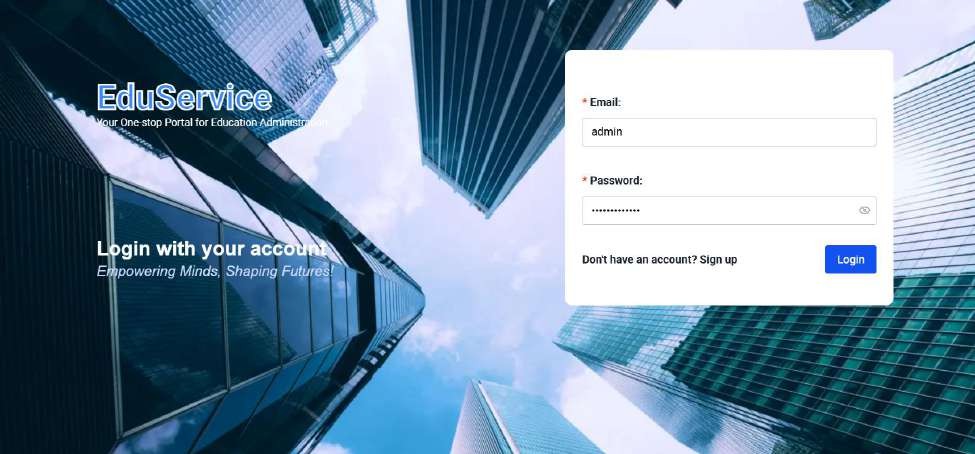 EduService
Your One-stop Portal for Education Administration
Login with your account
Empowering Minds, Shaping Futures!
* Email:
admin
* Password:
•••••••••••••
Don't have an account? Sign up
Login